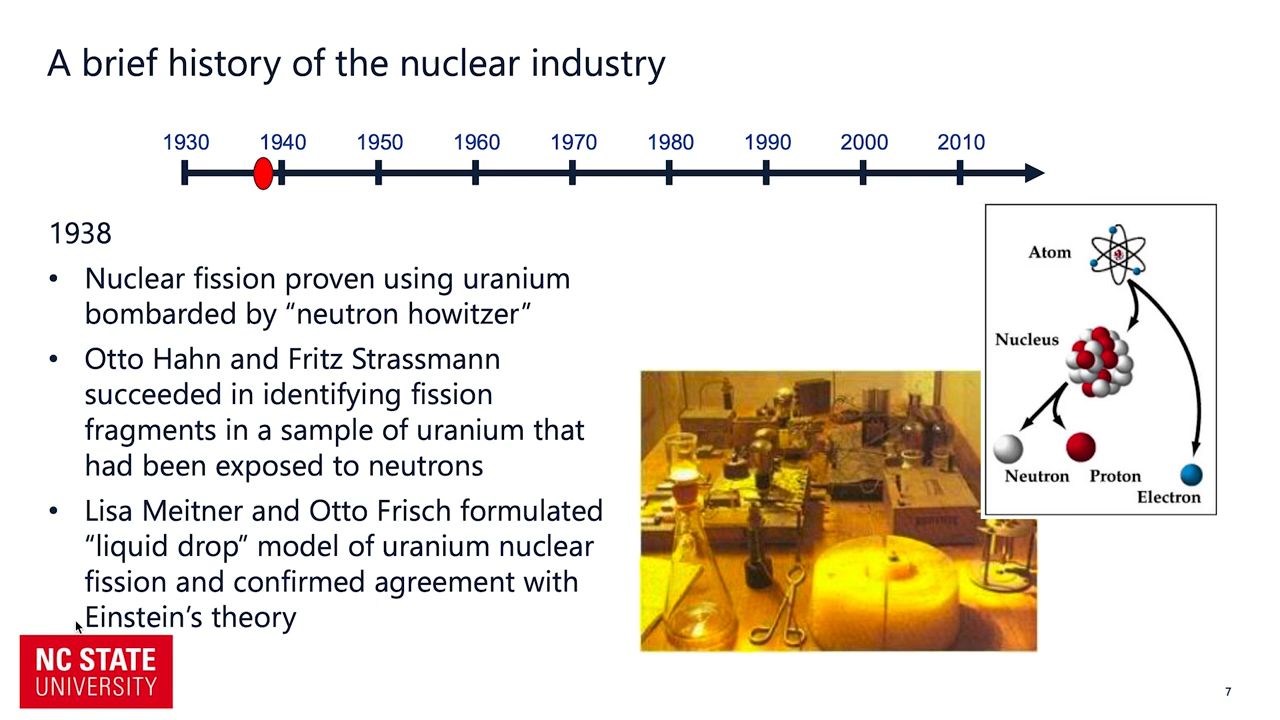 A brief history of the nuclear industry
1930 1940 1950 1960 1970 1980 1990 2000 2010
1938
• Nuclear fission proven using uranium
bombarded by “neutron howitzer”
• Otto Hahn and Fritz Strassmann
succeeded in identifying fission
fragments in a sample of uranium that
had been exposed to neutrons
• Lisa Meitner and Otto Frisch formulated
“liquid drop” model of uranium nuclear
fission and confirmed agreement with
Einstein’s theory
Atom
Nucleus
Neutron Proton
Electron
NC STATE
UNIVERSITY
7